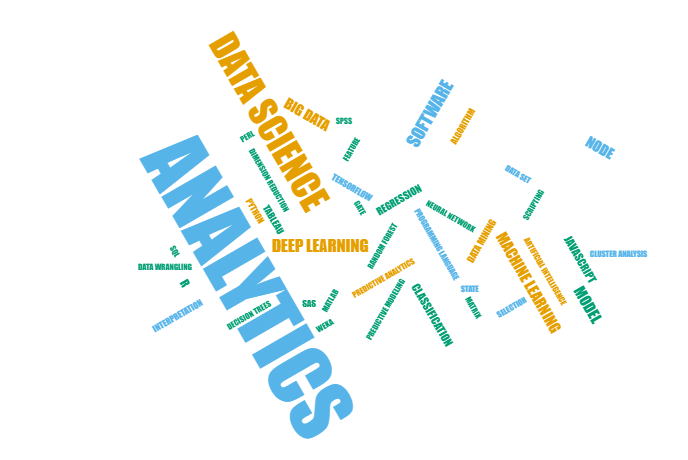 DATA SCIENCE
BIG DATA
SPSS
SOFTWARE
ALGORITHM
NODE
PERL
FEATURE
ANALYTICS
DIMENSION REDUCTION
TENSORFLOW
DATA SET
SCRIPTING
PYTHON
TABLEAU
GATE
REGRESSION
NEURAL NETWORK
PROGRAMMING LANGUAGE
DATA MINING
DEEP LEARNING
RANDOM FOREST
MACHINE LEARNING
ARTIFICIAL INTELLIGENCE
JAVASCRIPT
CLUSTER ANALYSIS
SQL
DATA WRANGLING
R
PREDICTIVE ANALYTICS
STATE
MODEL
INTERPRETATION
DECISION TREES
SAS
MATLAB
WEKA
PREDICTIVE MODELING
CLASSIFICATION
MATRIX
SELECTION